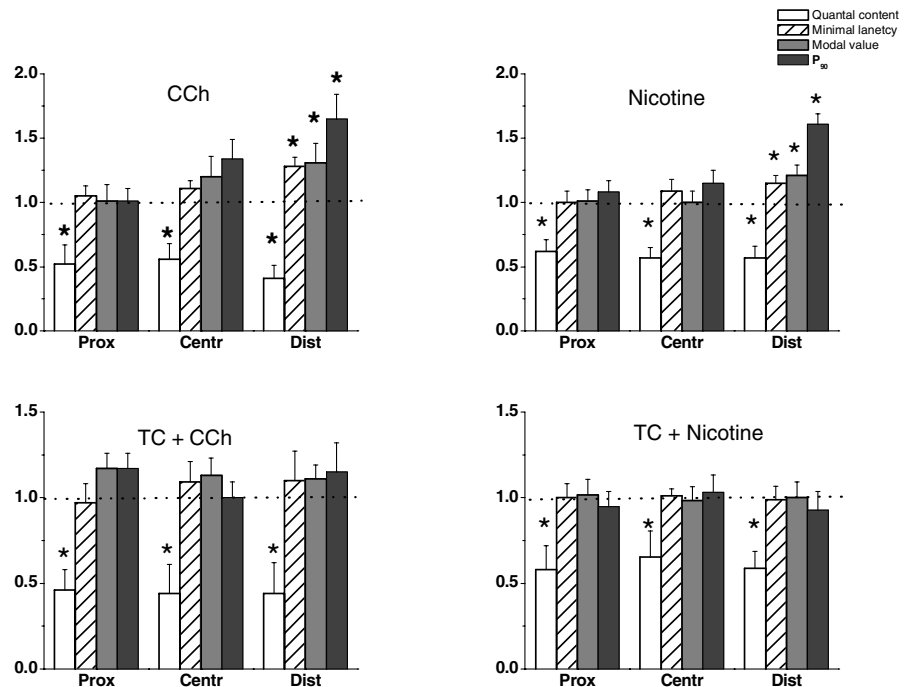 Quantal content
Minimal lanetcy
Modal value
P90
CCh
2.0
1.5
1.0
0.5
0.0
*
*
*
*
*
*
Prox Centr Dist
Nicotine
2.0
1.5
1.0
0.5
0.0
*
*
*
*
*
*
Prox Centr Dist
TC + CCh
1.5
1.0
0.5
0.0
* * *
Prox Centr Dist
TC + Nicotine
1.5
1.0
0.5
0.0
* * *
Prox Centr Dist